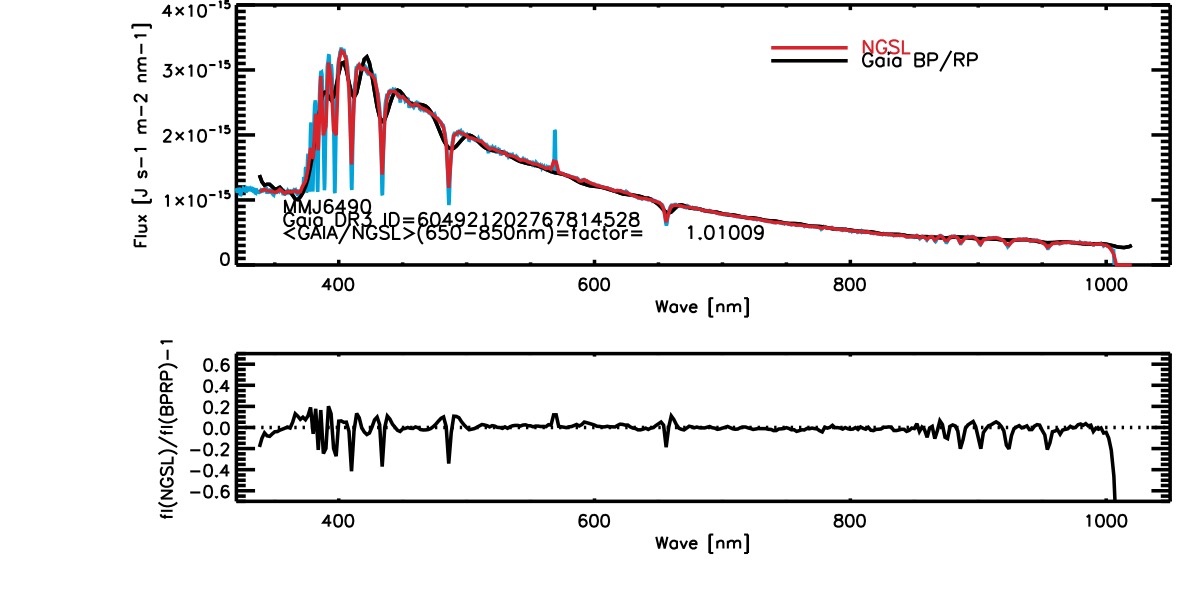 4×10−15
3×10−15
2×10−15
1×10−15
0
Flux [J s−1 m−2 nm−1]
NGSL
Gaia BP/RP
MMJ6490
Gaia DR3 ID=604921202767814528
<GAIA/NGSL>(650−850nm)=factor= 1.01009
400 600 800 1000
Wave [nm]
fl(NGSL)/fl(BPRP)−1
0.6
0.4
0.2
0.0
−0.2
−0.4
−0.6
400 600 800 1000
Wave [nm]